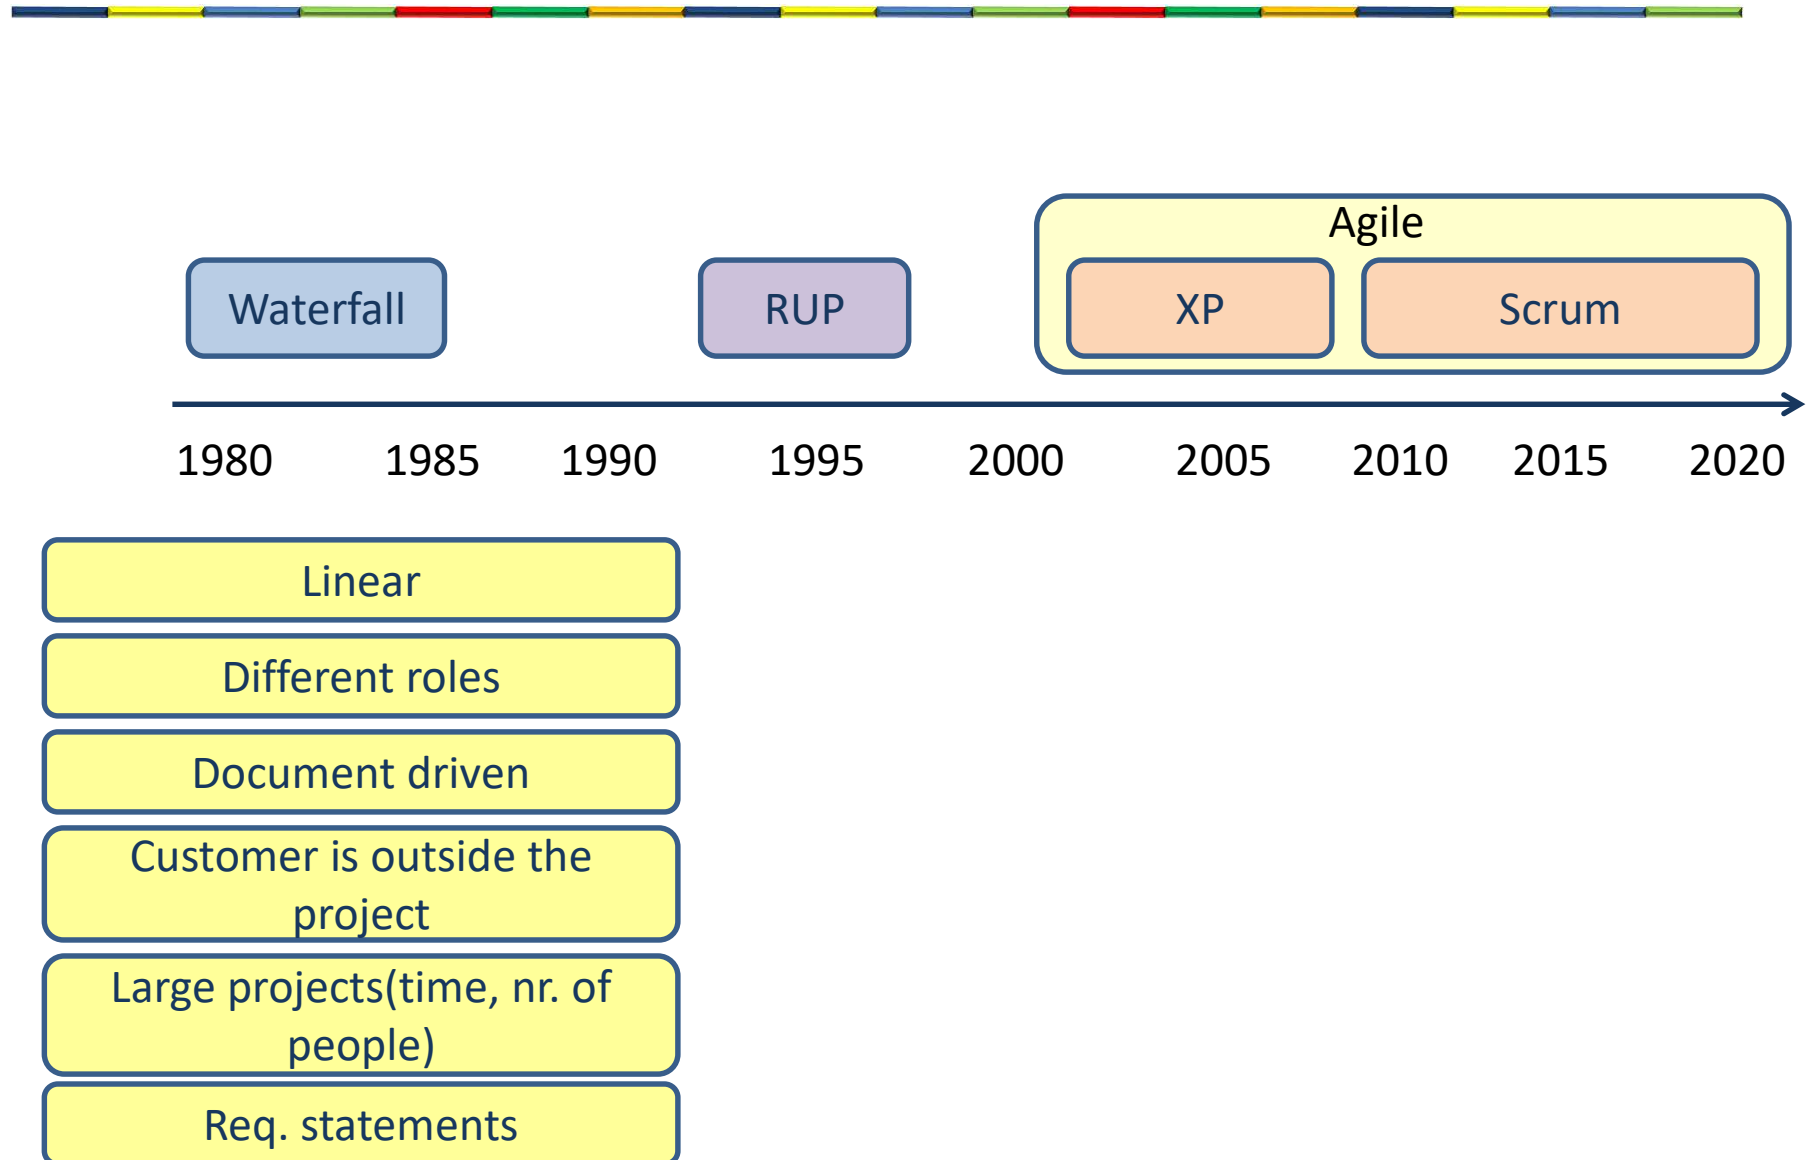 Agile
Waterfall
RUP
XP
Scrum
1980 1985 1990 1995 2000 2005 2010 2015 2020
Linear
Different roles
Document driven
Customer is outside the
project
Large projects(time, nr. of
people)
Req. statements